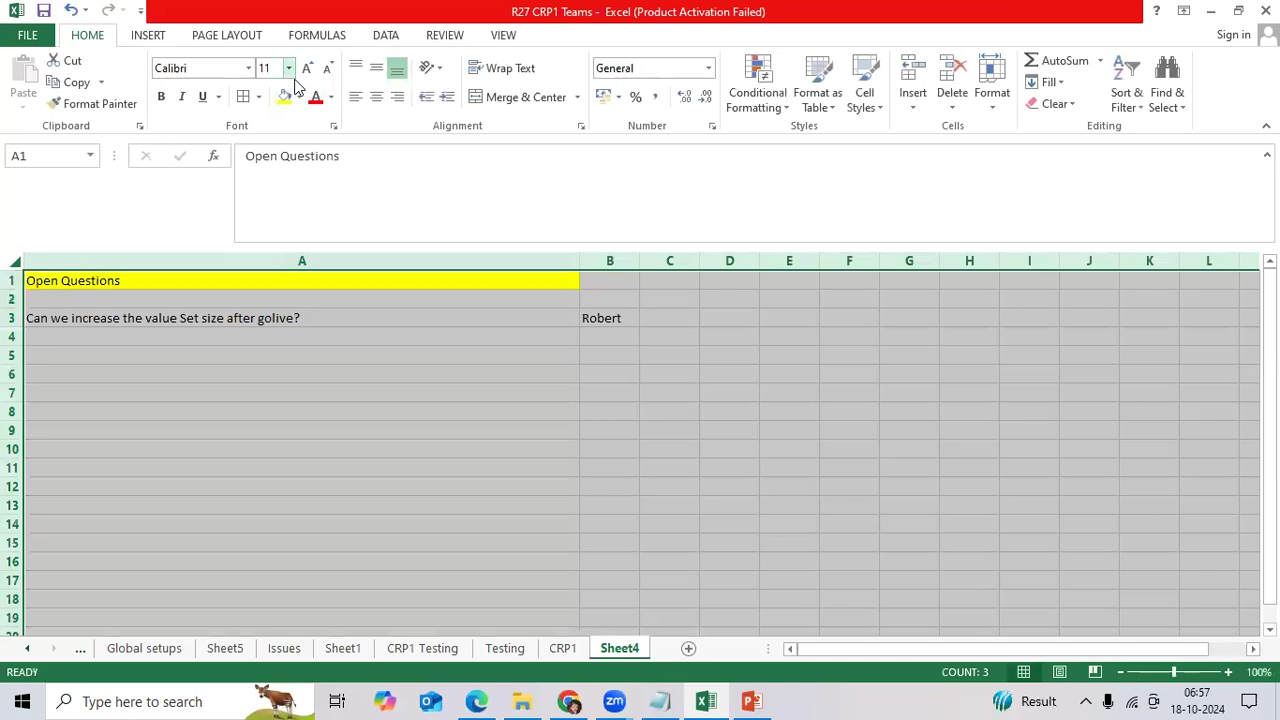 R27 CRP1 Teams - Excel (Product Activation Failed)
FILE HOME INSERT PAGE LAYOUT FORMULAS DATA REVIEW VIEW Sign in
Paste
Cut
Copy
Format Painter
Clipboard
Calibri 11
B I U
Font
Wrap Text
Merge & Center
Alignment
General
Number
Conditional Formatting
Format as Table
Cell Styles
Styles
Insert Delete Format
Cells
AutoSum
Fill
Clear
Sort & Filter
Find & Select
Editing
A1 fx Open Questions
A B C D E F G H I J K L
1 Open Questions
2
3 Can we increase the value Set size after golive? Robert
4
5
6
7
8
9
10
11
12
13
14
15
16
17
18
19
20
... Global setups Sheet5 Issues Sheet1 CRP1 Testing Testing CRP1 Sheet4
READY COUNT: 3 100%
Type here to search Result 06:57
18-10-2024